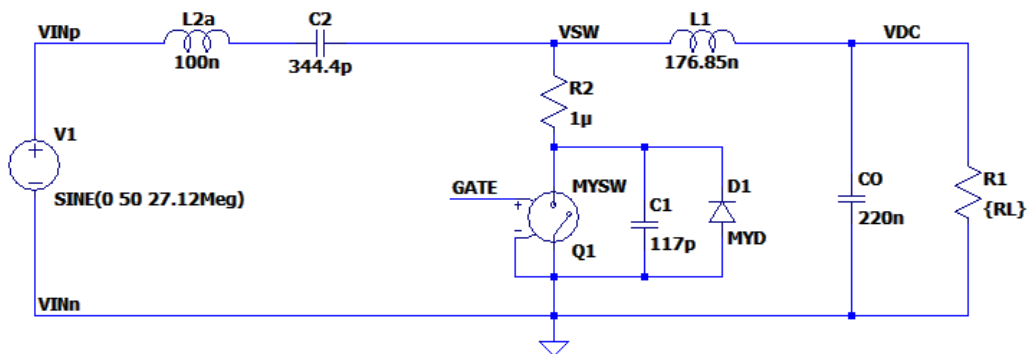 L2a
C2
VINp
VSW
L1
VDC
100n
344.4p
176.85n
R2
1µ
V1
+
−
SINE(0 50 27.12Meg)
GATE
MYSW
+
−
Q1
C1
117p
D1
MYD
CO
220n
R1
{RL}
VINn